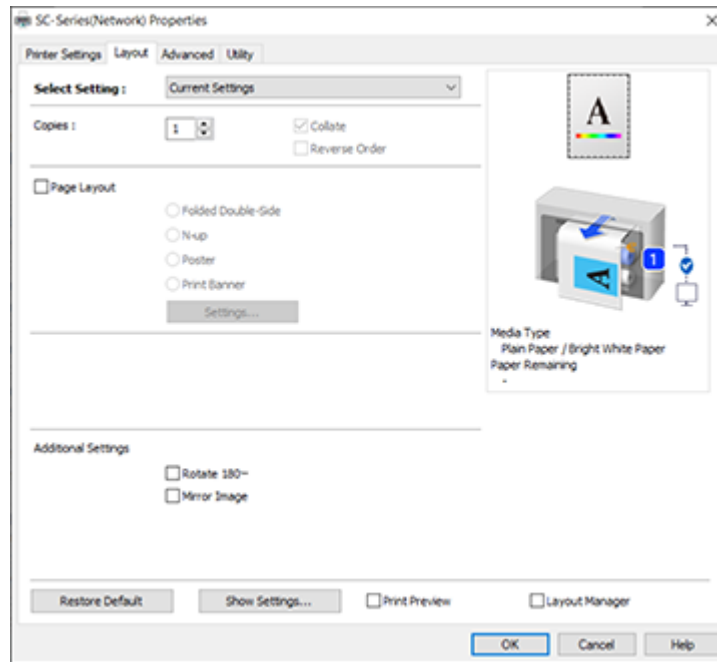 SC-Series(Network) Properties
Printer Settings Layout Advanced Utility
Select Setting : Current Settings
Copies : 1 Collate
Reverse Order
Page Layout
Folded Double-Side
N-up
Poster
Print Banner
Settings...
A
A
1
Media Type
Plain Paper / Bright White Paper
Paper Remaining
-
Additional Settings
Rotate 180~
Mirror Image
Restore Default Show Settings... Print Preview Layout Manager
OK Cancel Help